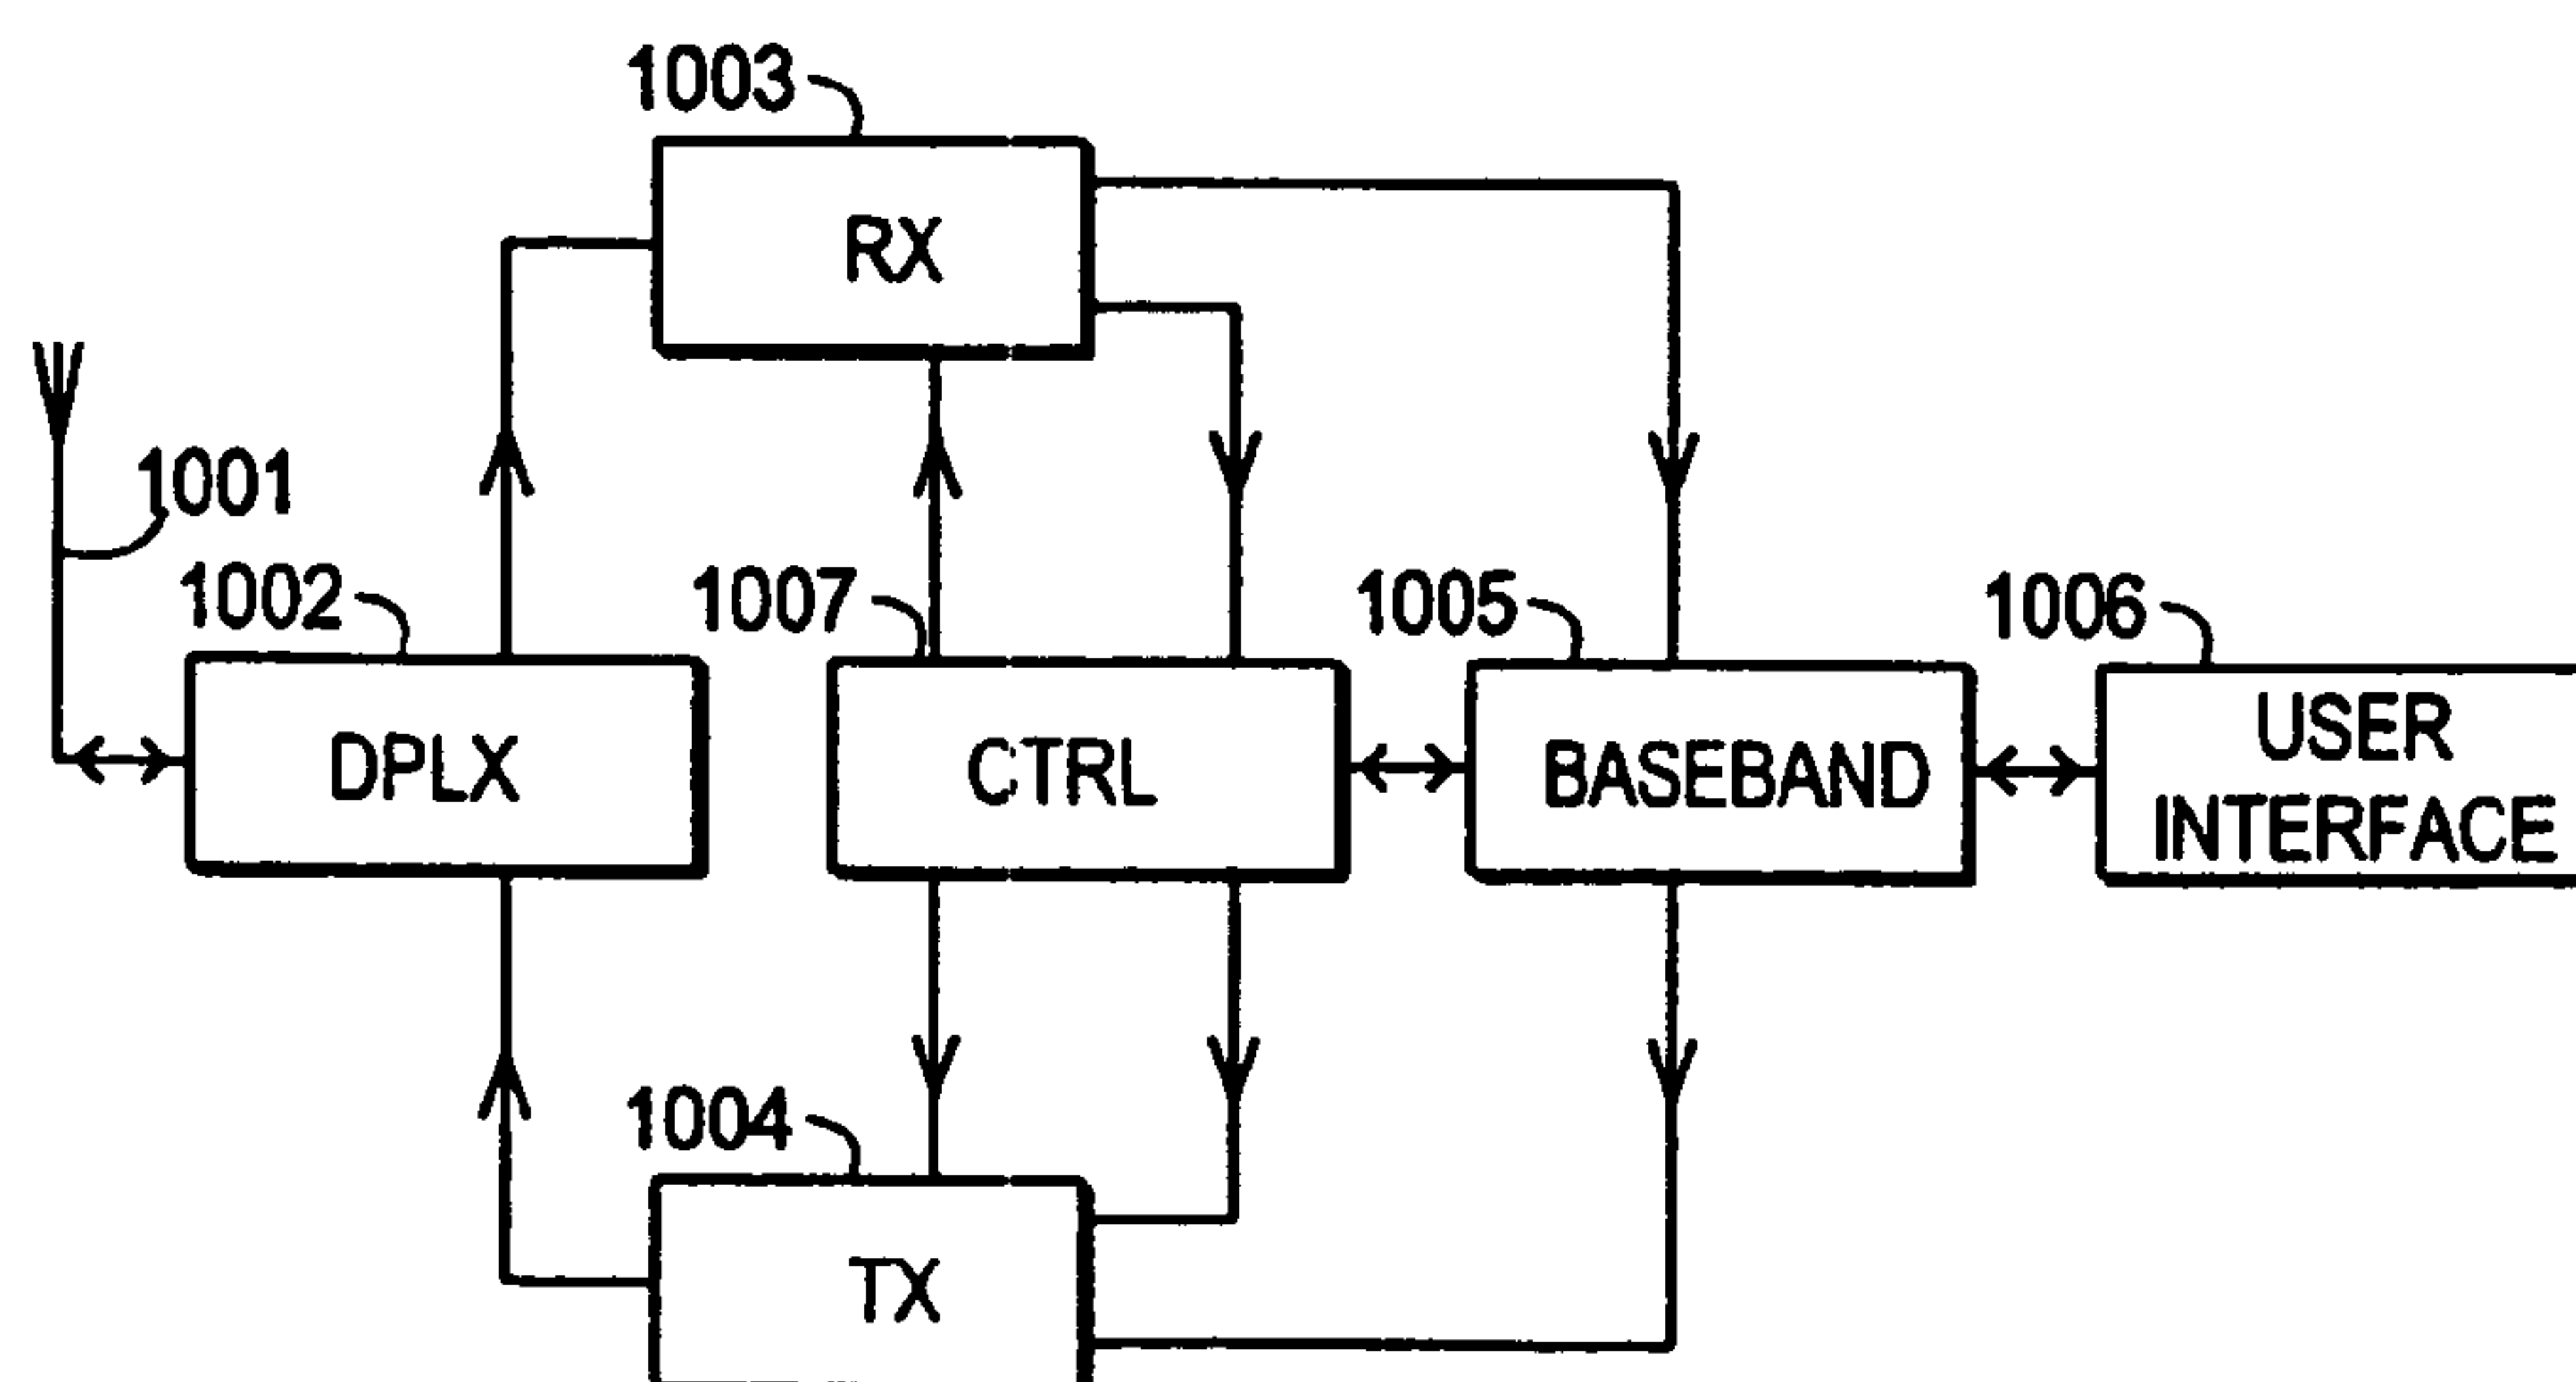 1003
RX
1001
1002
1007
1005
1006
DPLX
CTRL
BASEBAND
USER
INTERFACE
1004
TX